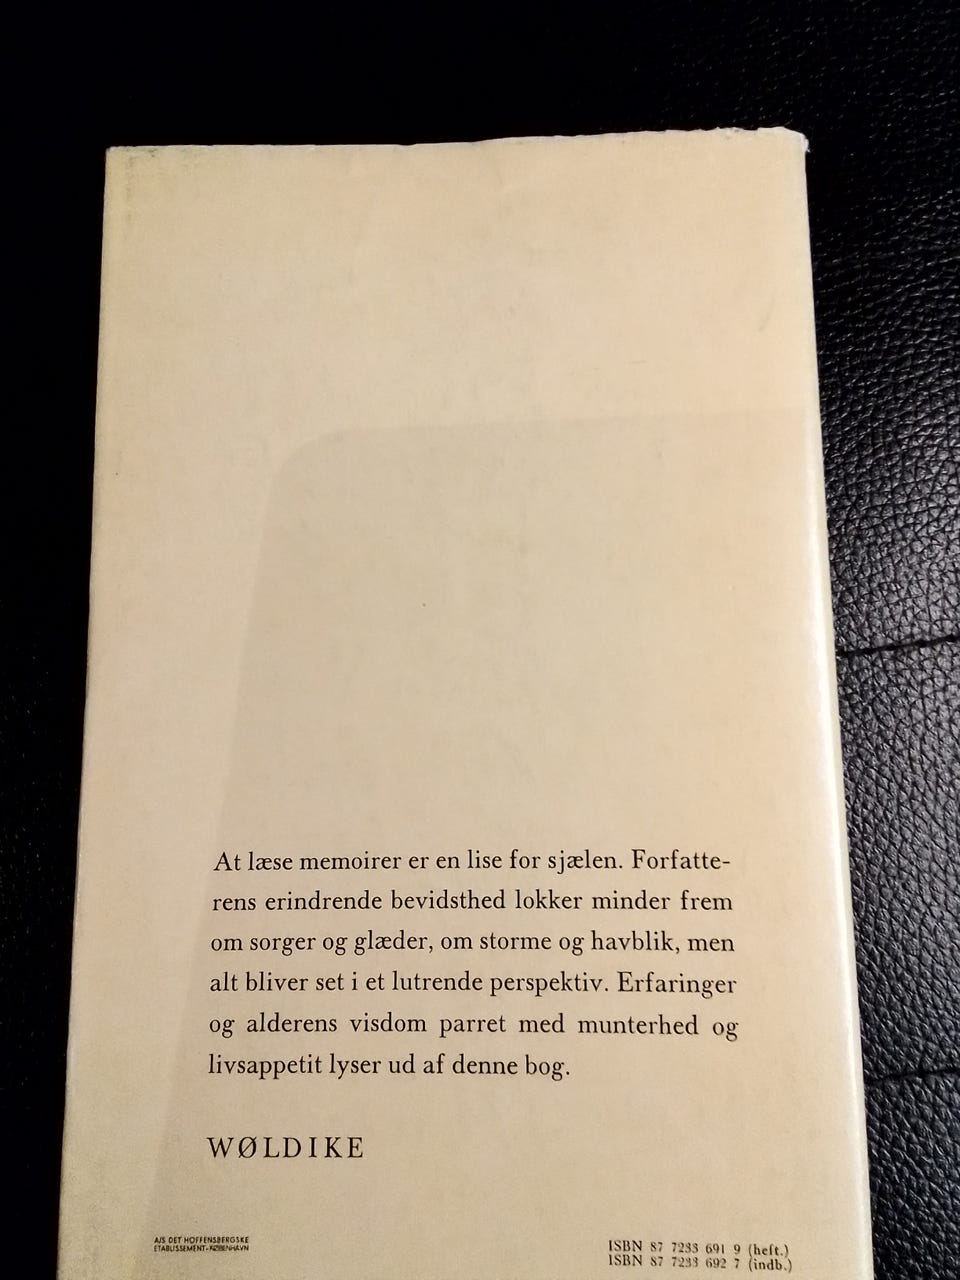 At læse memoirer er en lise for sjælen. Forfatte-
rens erindrende bevidsthed lokker minder frem
om sorger og glæder, om storme og havblik, men
alt bliver set i et lutrende perspektiv. Erfaringer
og alderens visdom parret med munterhed og
livsappetit lyser ud af denne bog.
WØLDIKE
A/S DET HOFFENSBERGSKE
ETABLISSEMENT-KØBENHAVN
ISBN 87 7233 691 9 (heft.)
ISBN 87 7233 692 7 (indb.)